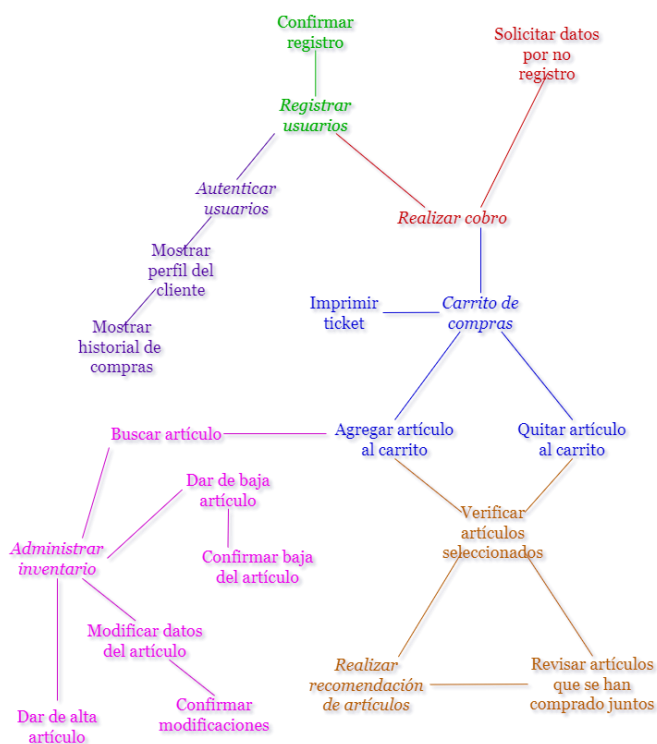 Confirmar
registro
Solicitar datos
por no
registro
Registrar
usuarios
Autenticar
usuarios
Realizar cobro
Mostrar
perfil del
cliente
Imprimir
ticket
Carrito de
compras
Mostrar
historial de
compras
Buscar artículo
Agregar artículo
al carrito
Quitar artículo
al carrito
Dar de baja
artículo
Verificar
artículos
seleccionados
Administrar
inventario
Confirmar baja
del artículo
Modificar datos
del artículo
Realizar
recomendación
de artículos
Revisar artículos
que se han
comprado juntos
Dar de alta
artículo
Confirmar
modificaciones